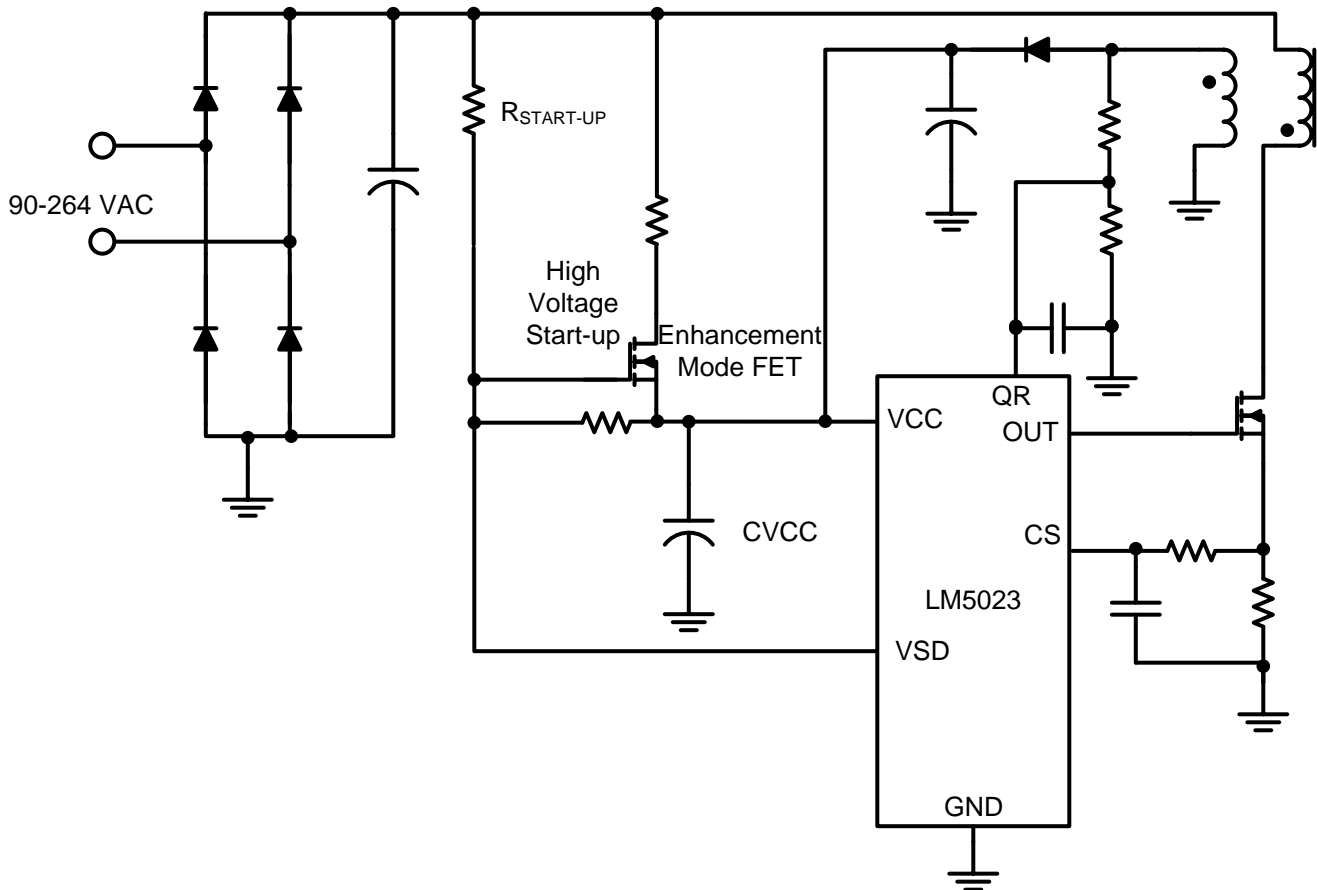 R_START-UP
90-264 VAC
High
Voltage
Start-up
Enhancement
Mode FET
QR
VCC
OUT
CS
CVCC
LM5023
VSD
GND